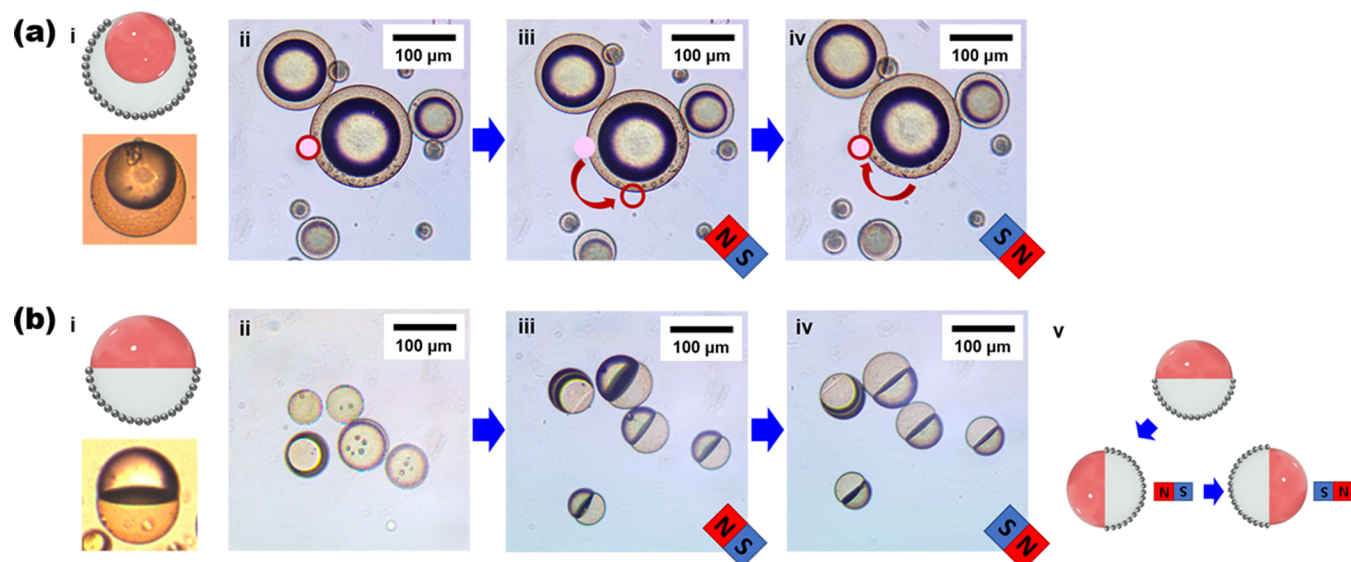 (a) i ii iii iv
100 µm 100 µm 100 µm
N S
S N
(b) i ii iii iv v
100 µm 100 µm 100 µm
N S S N
N S
S N